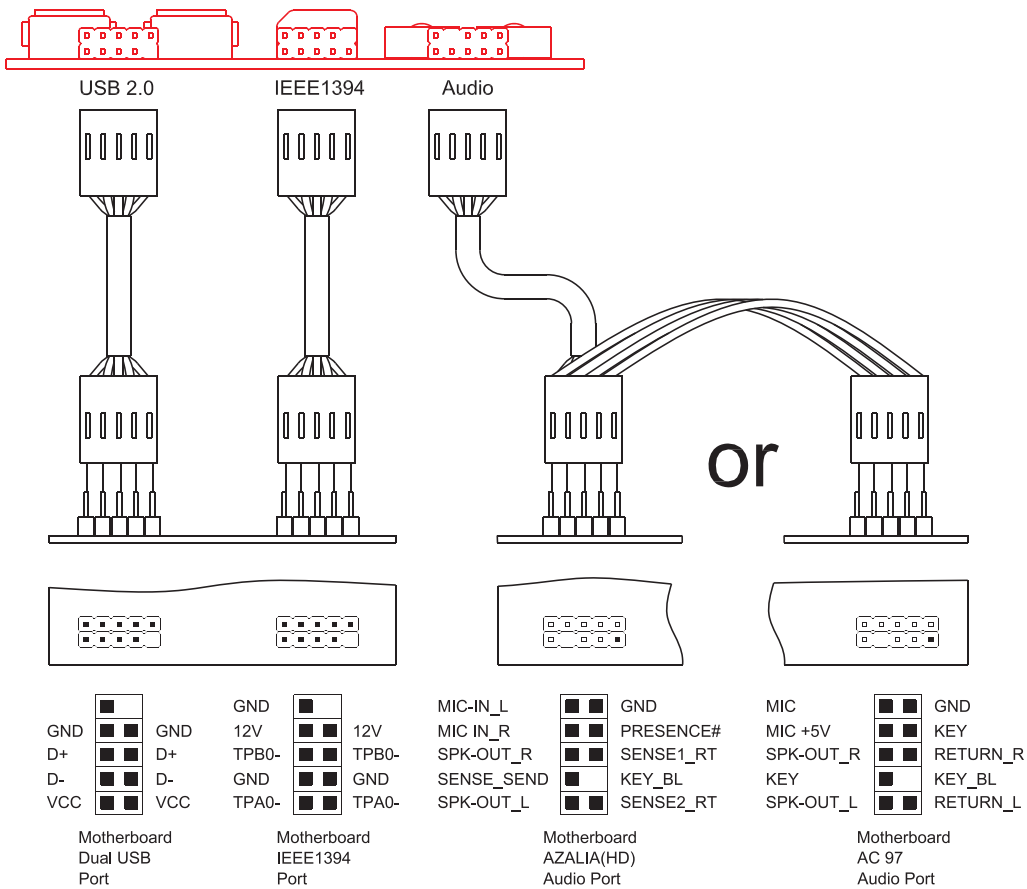 USB 2.0 IEEE1394 Audio
or
GND MIC-IN_L GND MIC GND
GND GND 12V 12V MIC IN_R PRESENCE# MIC +5V KEY
D+ D+ TPB0- TPB0- SPK-OUT_R SENSE1_RT SPK-OUT_R RETURN_R
D- D- GND GND SENSE_SEND KEY_BL KEY KEY_BL
VCC VCC TPA0- TPA0- SPK-OUT_L SENSE2_RT SPK-OUT_L RETURN_L
Motherboard Motherboard Motherboard Motherboard
Dual USB IEEE1394 AZALIA(HD) AC 97
Port Port Audio Port Audio Port